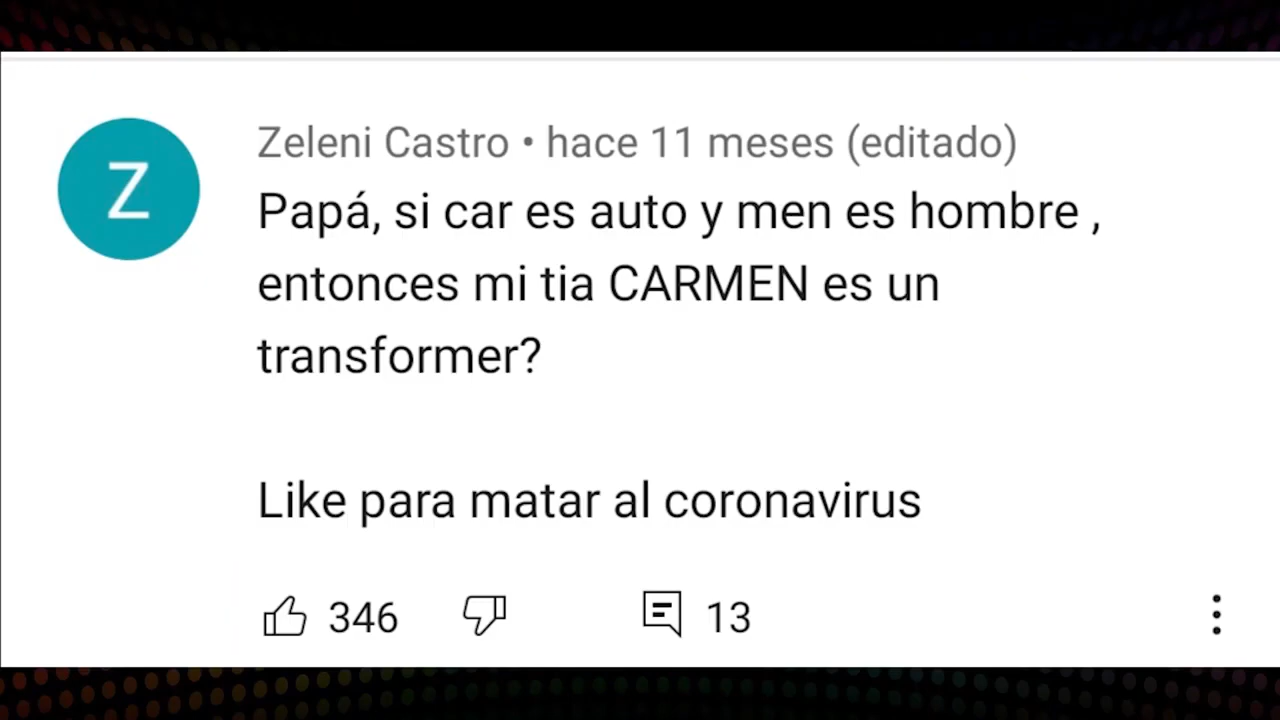 Z
Zeleni Castro • hace 11 meses (editado)
Papá, si car es auto y men es hombre ,
entonces mi tia CARMEN es un
transformer?
Like para matar al coronavirus
346
13